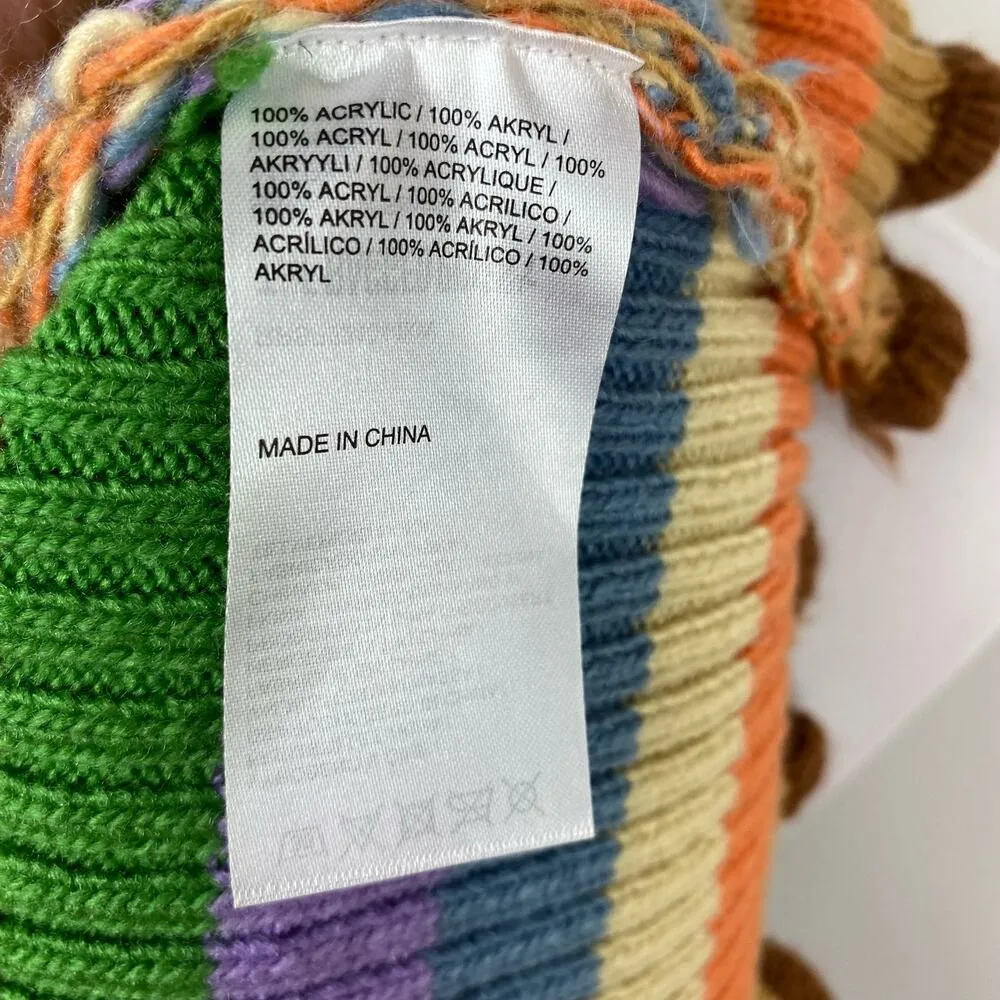 100% ACRYLIC / 100% AKRYL /
100% ACRYL / 100% ACRYL / 100%
AKRYYLI / 100% ACRYLIQUE /
100% ACRYL / 100% ACRILICO /
100% AKRYL / 100% AKRYL / 100%
ACRÍLICO / 100% ACRÍLICO / 100%
AKRYL
MADE IN CHINA